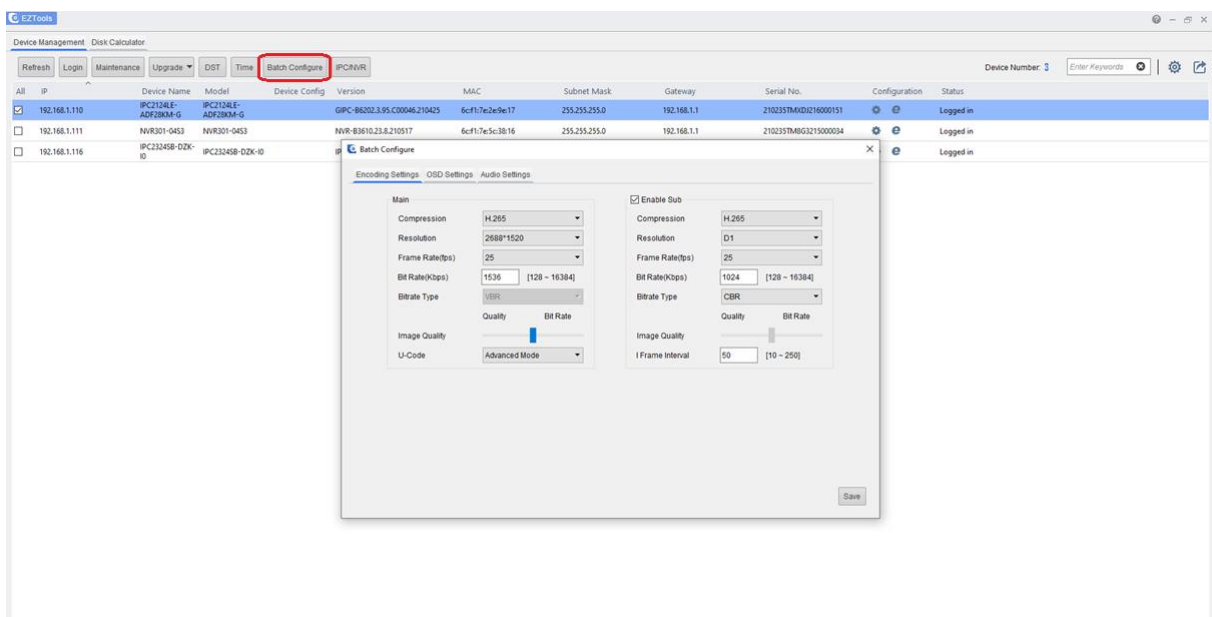 EZTools
Device Management Disk Calculator
Refresh Login Maintenance Upgrade DST Time Batch Configure IPC/NVR Device Number: 3 Enter Keywords
All IP Device Name Model Device Config Version MAC Subnet Mask Gateway Serial No. Configuration Status
192.168.1.110 IPC2124LE-ADF28KM-G IPC2124LE-ADF28KM-G GIPC-B6202.3.95.C00046.210425 6c:f1:7e:2e:9e:17 255.255.255.0 192.168.1.1 210235TMXDJ216000151 Logged in
192.168.1.111 NVR301-04S3 NVR301-04S3 NVR-B3610.23.8.210517 6c:f1:7e:5c:38:16 255.255.255.0 192.168.1.1 210235TM8G3215000034 Logged in
192.168.1.116 IPC2324SB-DZK-I0 IPC2324SB-DZK-I0 Logged in
Batch Configure
Encoding Settings OSD Settings Audio Settings
Main Enable Sub
Compression H.265 Compression H.265
Resolution 2688*1520 Resolution D1
Frame Rate(fps) 25 Frame Rate(fps) 25
Bit Rate(Kbps) 1536 [128 ~ 16384] Bit Rate(Kbps) 1024 [128 ~ 16384]
Bitrate Type VBR Bitrate Type CBR
Quality Bit Rate Quality Bit Rate
Image Quality Image Quality
U-Code Advanced Mode I Frame Interval 50 [10 ~ 250]
Save